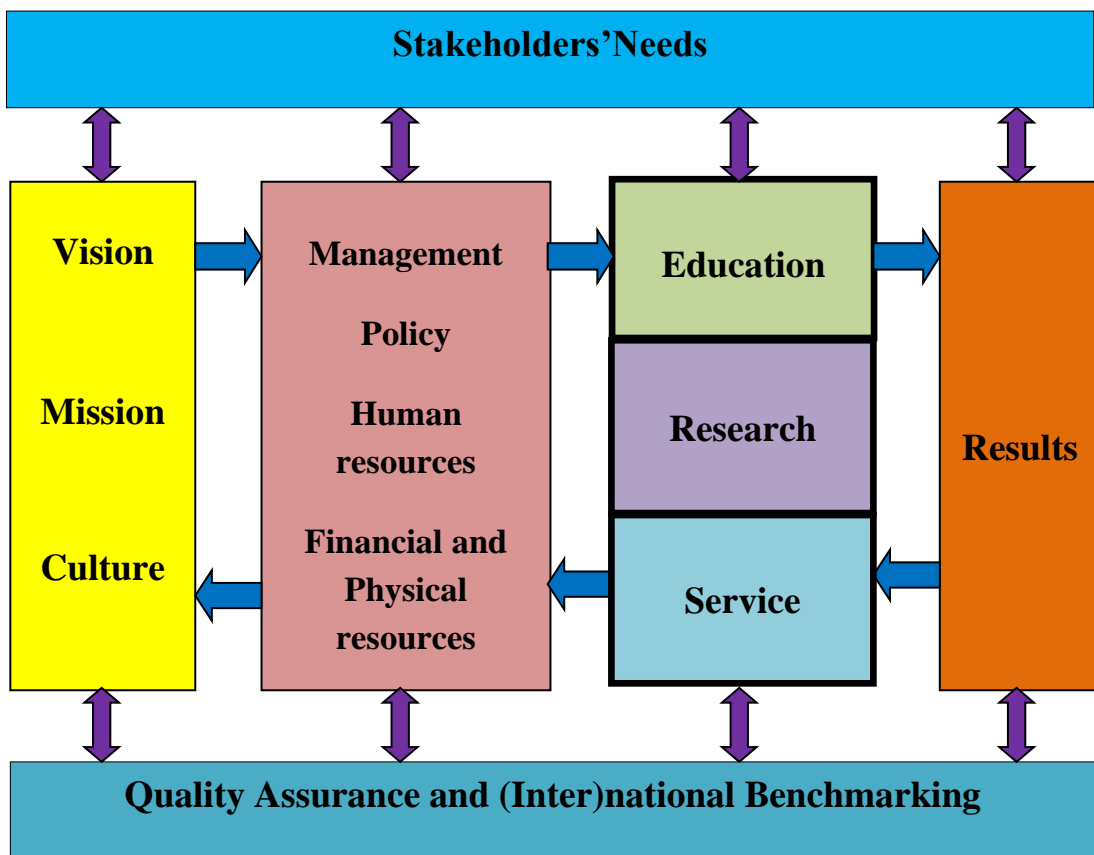 Stakeholders’Needs
Vision
Mission
Culture
Management
Policy
Human
resources
Financial and
Physical
resources
Education
Research
Service
Results
Quality Assurance and (Inter)national Benchmarking